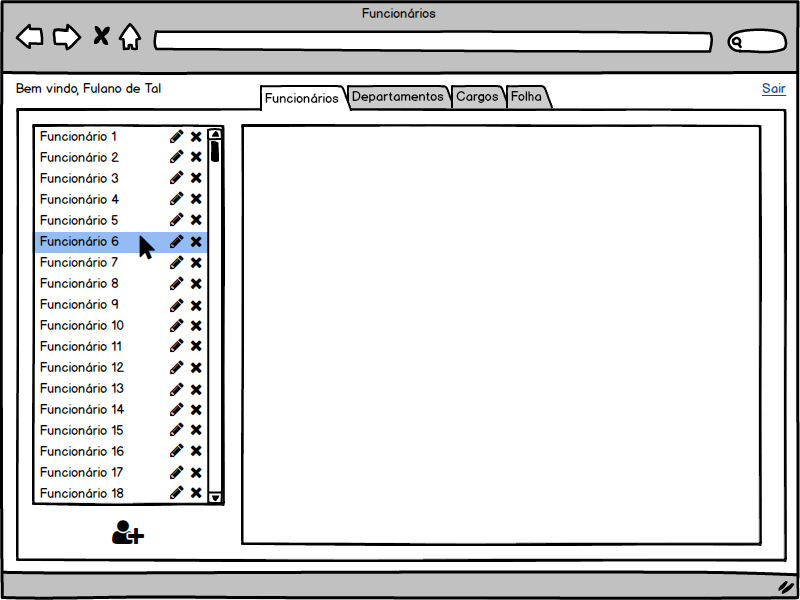 Funcionários
Bem vindo, Fulano de Tal
Funcionários
Departamentos
Cargos
Folha
Sair
Funcionário 1
Funcionário 2
Funcionário 3
Funcionário 4
Funcionário 5
Funcionário 6
Funcionário 7
Funcionário 8
Funcionário 9
Funcionário 10
Funcionário 11
Funcionário 12
Funcionário 13
Funcionário 14
Funcionário 15
Funcionário 16
Funcionário 17
Funcionário 18